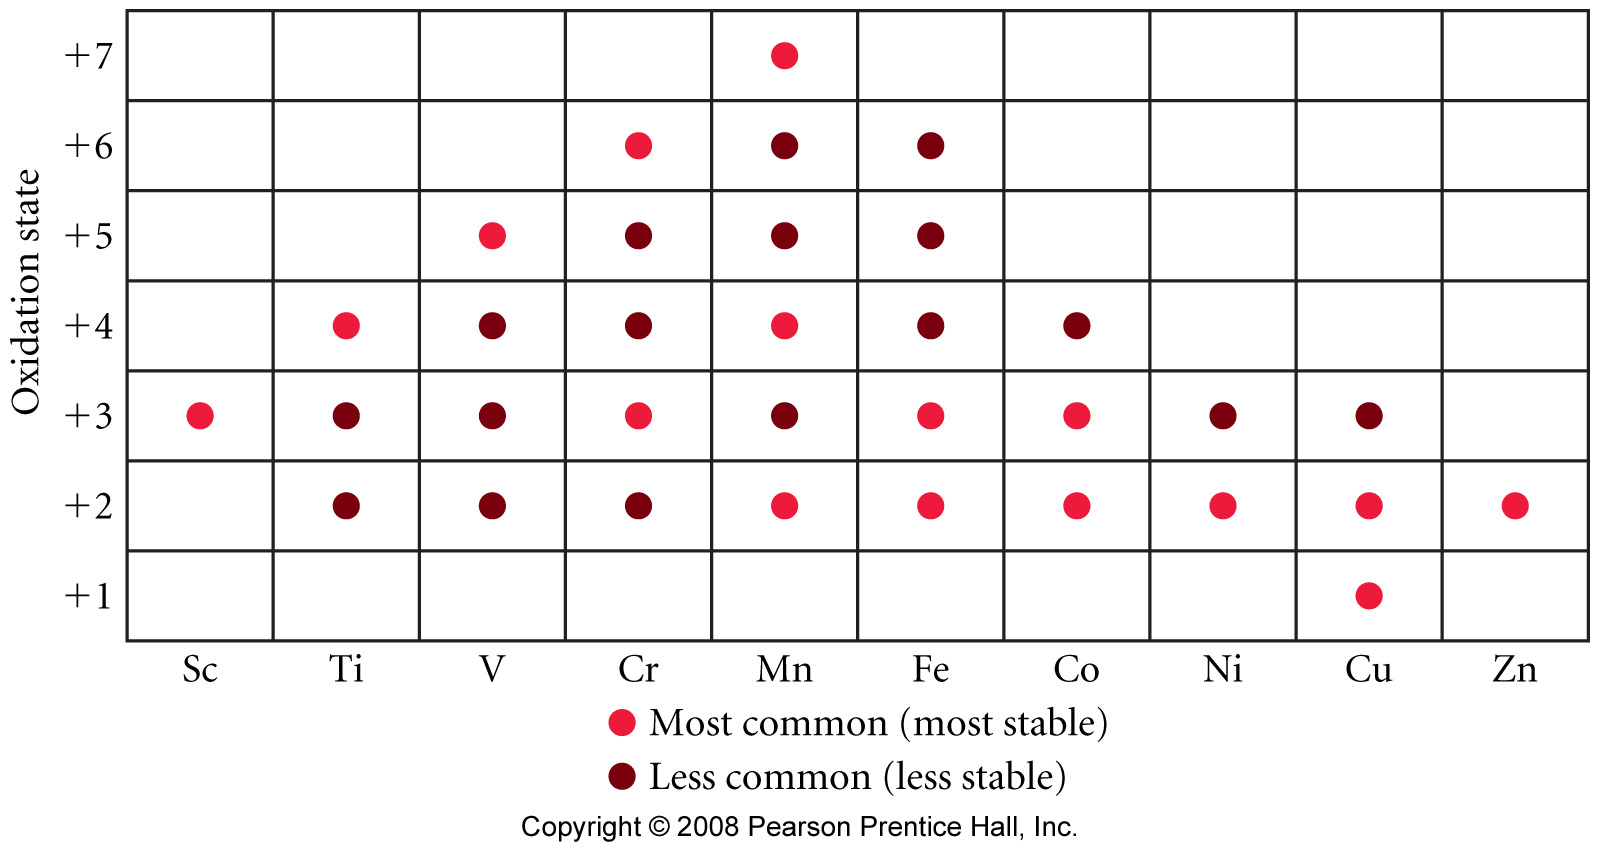 Oxidation state
+7
+6
+5
+4
+3
+2
+1
Sc Ti V Cr Mn Fe Co Ni Cu Zn
Most common (most stable)
Less common (less stable)
Copyright © 2008 Pearson Prentice Hall, Inc.